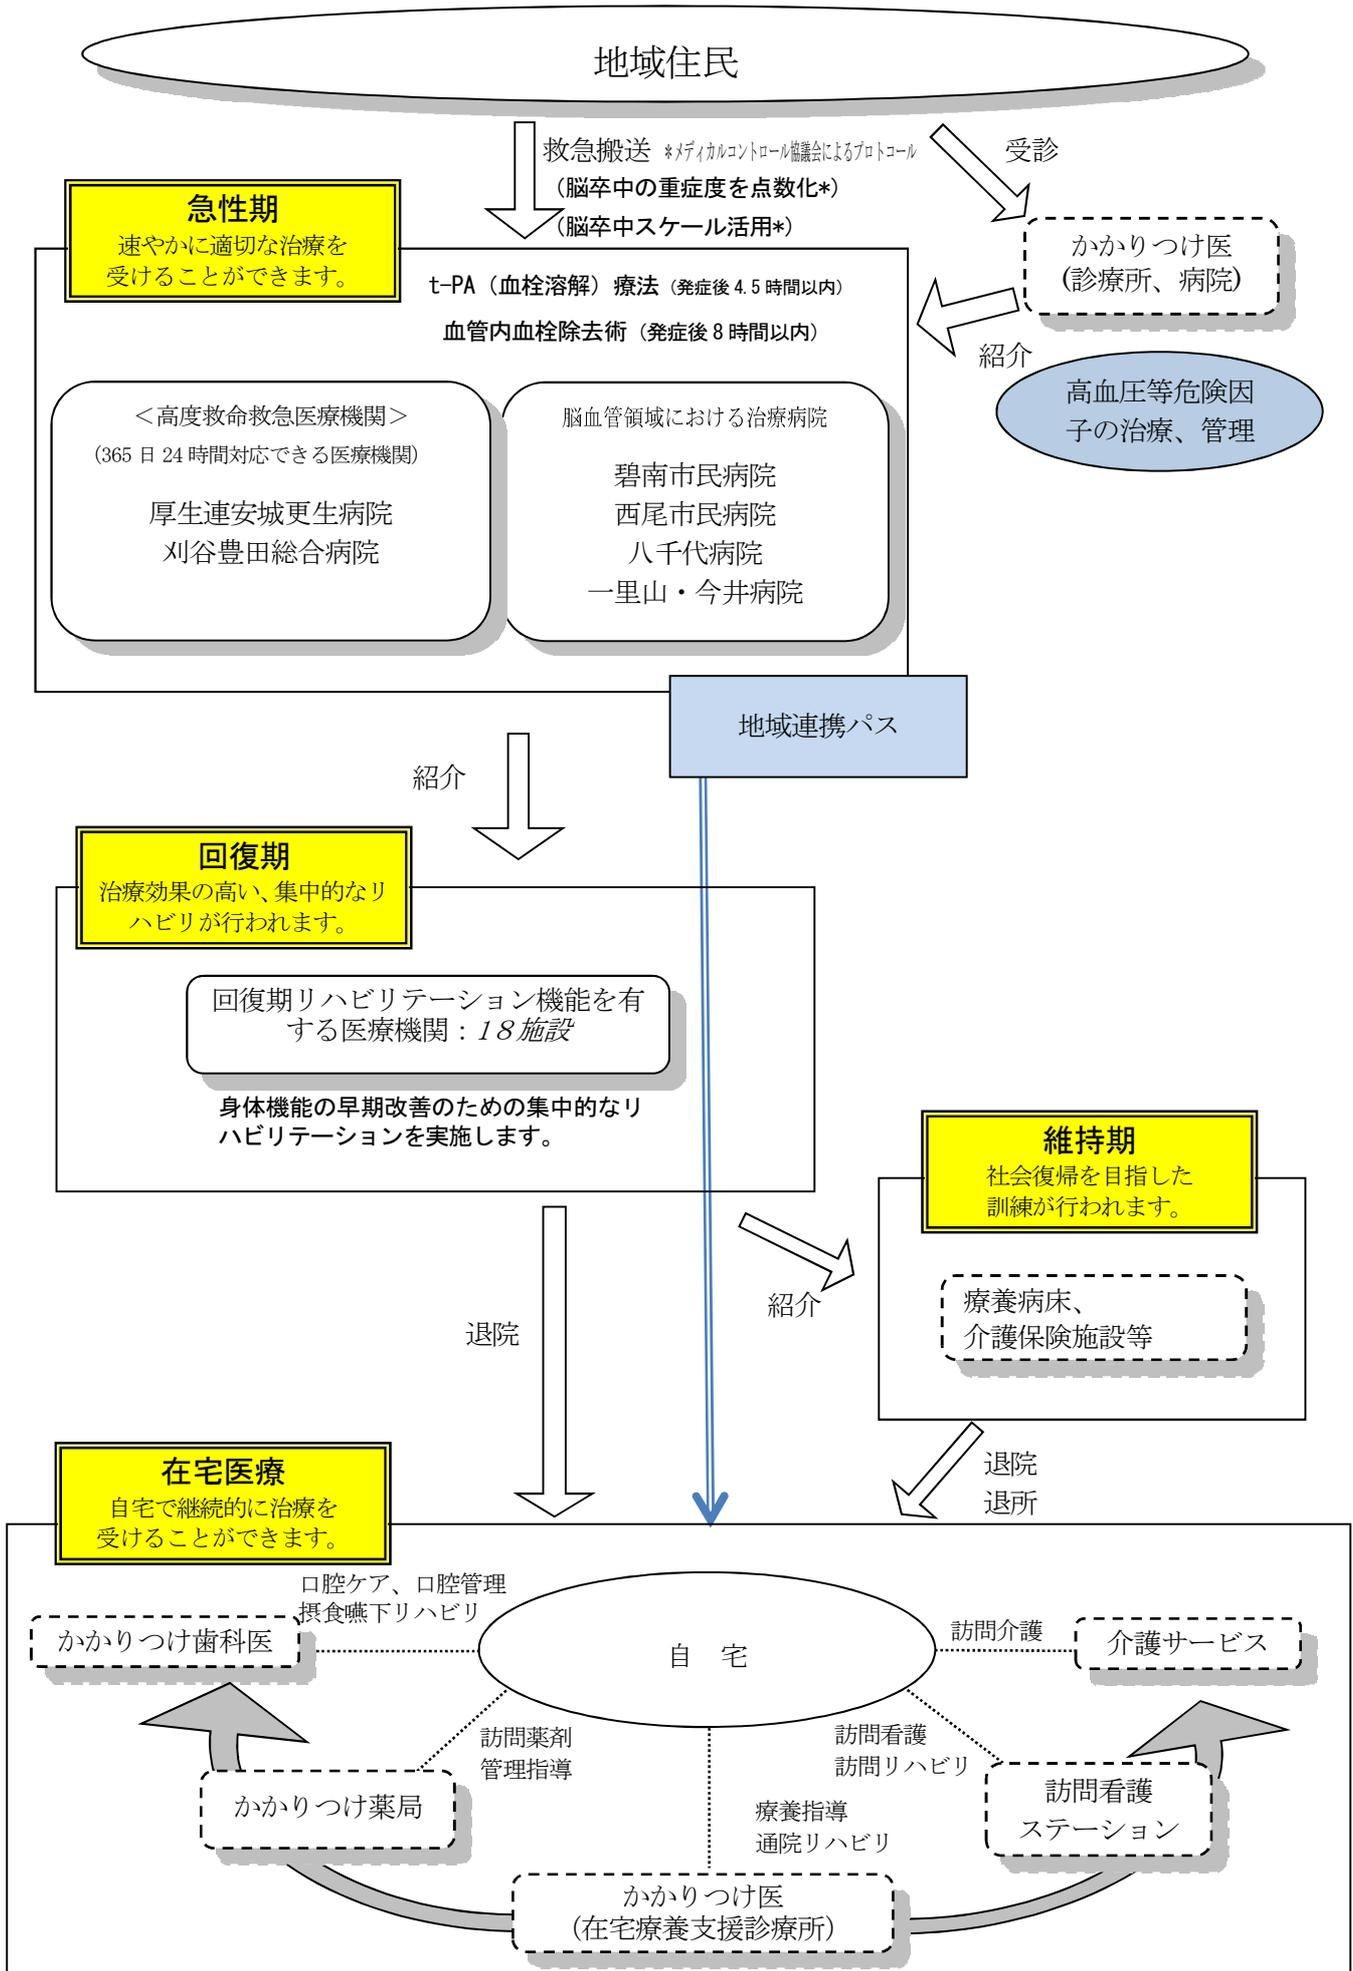 地域住民
救急搬送 *メディカルコントロール協議会によるプロトコール
(脳卒中の重症度を点数化*)
(脳卒中スケール活用*)
受診
かかりつけ医
(診療所、病院)
紹介
高血圧等危険因
子の治療、管理
急性期
速やかに適切な治療を
受けることができます。
t-PA（血栓溶解）療法（発症後 4.5 時間以内）
血管内血栓除去術（発症後 8 時間以内）
＜高度救命救急医療機関＞
(365 日 24 時間対応できる医療機関)
厚生連安城更生病院
刈谷豊田総合病院
脳血管領域における治療病院
碧南市民病院
西尾市民病院
八千代病院
一里山・今井病院
地域連携パス
紹介
回復期
治療効果の高い、集中的なリ
ハビリが行われます。
回復期リハビリテーション機能を有
する医療機関：18施設
身体機能の早期改善のための集中的なリ
ハビリテーションを実施します。
維持期
社会復帰を目指した
訓練が行われます。
療養病床、
介護保険施設等
紹介
退院
退院
退所
在宅医療
自宅で継続的に治療を
受けることができます。
口腔ケア、口腔管理
摂食嚥下リハビリ
かかりつけ歯科医
自　宅
訪問介護
介護サービス
訪問薬剤
管理指導
訪問看護
訪問リハビリ
かかりつけ薬局
療養指導
通院リハビリ
訪問看護
ステーション
かかりつけ医
(在宅療養支援診療所)